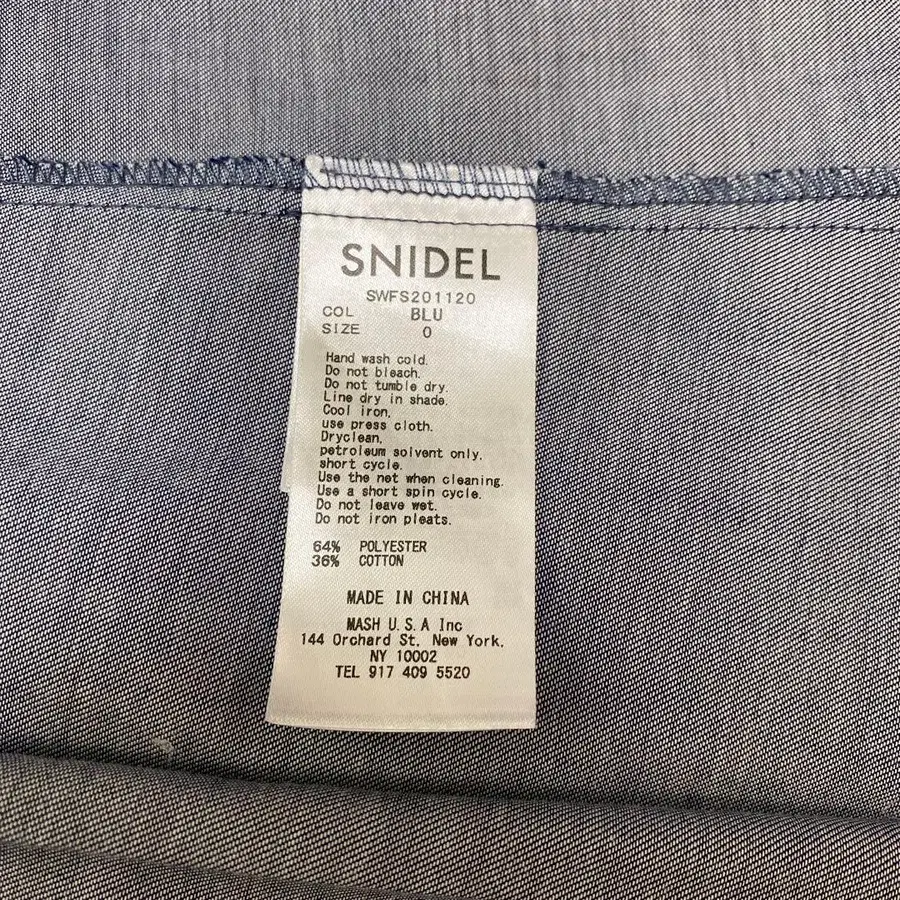 SNIDEL
SWFS201120
COL BLU
SIZE 0
Hand wash cold.
Do not bleach.
Do not tumble dry.
Line dry in shade.
Cool iron,
use press cloth.
Dryclean,
petroleum solvent only.
short cycle.
Use the net when cleaning.
Use a short spin cycle.
Do not leave wet.
Do not iron pleats.
64% POLYESTER
36% COTTON
MADE IN CHINA
MASH U.S.A Inc
144 Orchard St. New York.
NY 10002
TEL 917 409 5520